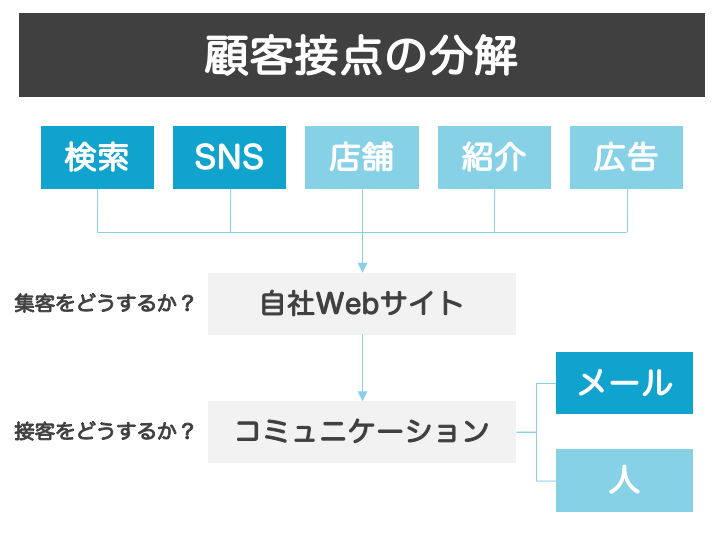 顧客接点の分解
検索
SNS
店舗
紹介
広告
集客をどうするか？
自社Webサイト
メール
接客をどうするか？
コミュニケーション
人